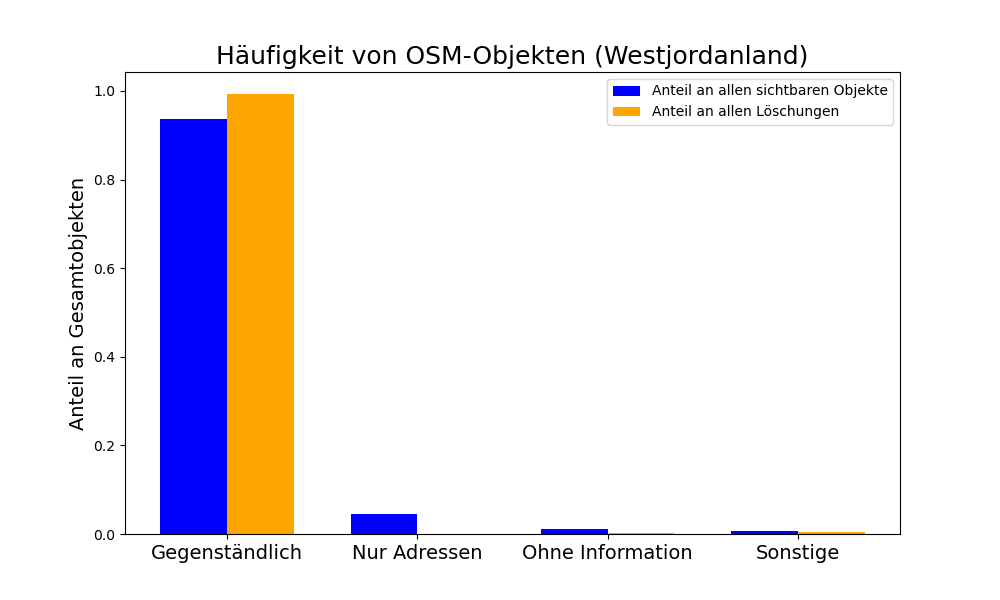 Häufigkeit von OSM-Objekten (Westjordanland)
Anteil an allen sichtbaren Objekte
Anteil an allen Löschungen
Anteil an Gesamtobjekten
1.0
0.8
0.6
0.4
0.2
0.0
Gegenständlich Nur Adressen Ohne Information Sonstige